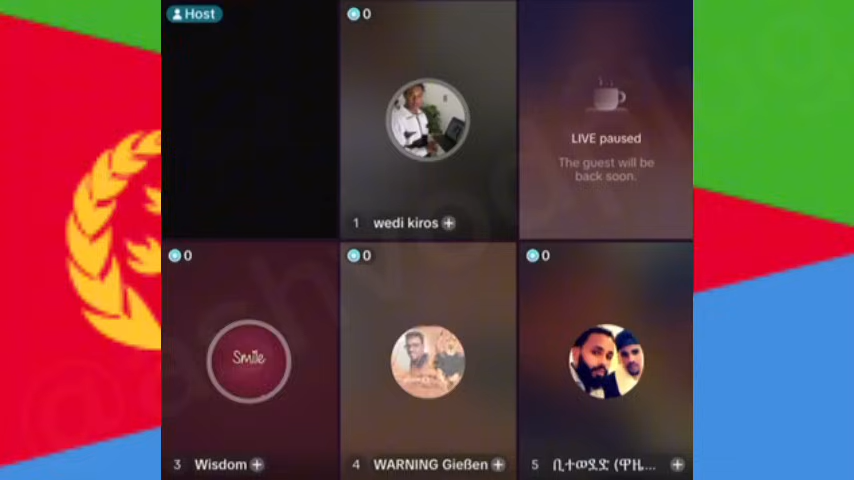 Host
0
LIVE paused
The guest will be
back soon.
1 wedi kiros
0
0
0
Smile
3 Wisdom
4 WARNING Gießen
5 ቢተወደድ (ዋዜ...